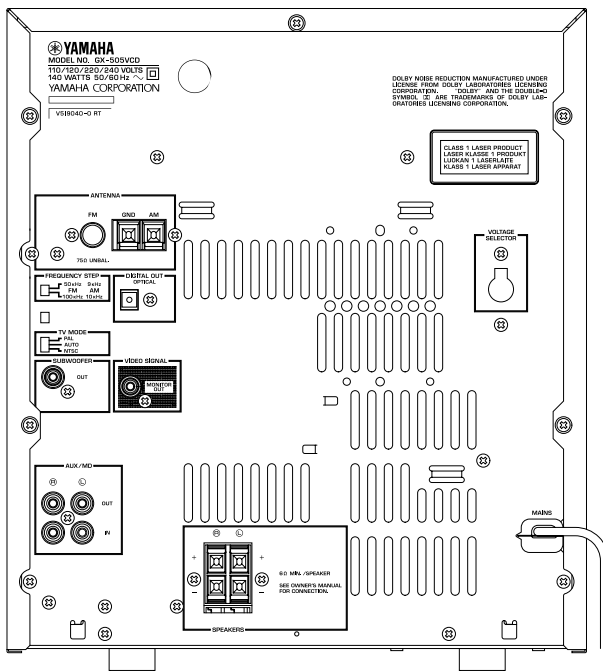 YAMAHA
MODEL NO. GX-505VCD
110/120/220/240 VOLTS
140 WATTS 50/60Hz
YAMAHA CORPORATION
V519040-0 RT
DOLBY NOISE REDUCTION MANUFACTURED UNDER
LICENSE FROM DOLBY LABORATORIES LICENSING
CORPORATION. "DOLBY" AND THE DOUBLE-D
SYMBOL ARE TRADEMARKS OF DOLBY LAB-
ORATORIES LICENSING CORPORATION.
CLASS 1 LASER PRODUCT
LASER KLASSE 1 PRODUKT
LUOKAN 1 LASERLAITE
KLASS 1 LASER APPARAT
ANTENNA
FM GND AM
75Ω UNBAL.
VOLTAGE
SELECTOR
FREQUENCY STEP
50kHz 9kHz
FM AM
100kHz 10kHz
DIGITAL OUT
OPTICAL
TV MODE
PAL
AUTO
NTSC
SUBWOOFER
OUT
VIDEO SIGNAL
MONITOR
OUT
AUX/MD
R L
OUT
IN
MAINS
R L
+ +
- -
6Ω MIN. /SPEAKER
SEE OWNER'S MANUAL
FOR CONNECTION.
SPEAKERS